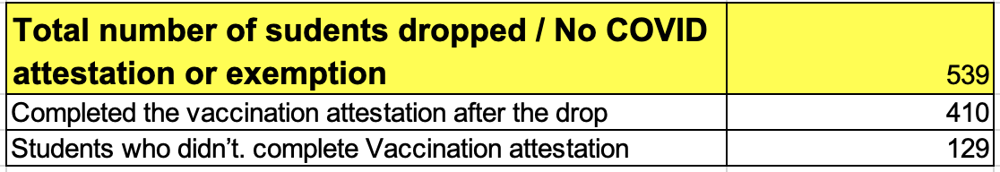 Total number of sudents dropped / No COVID
attestation or exemption 539
Completed the vaccination attestation after the drop 410
Students who didn’t. complete Vaccination attestation 129